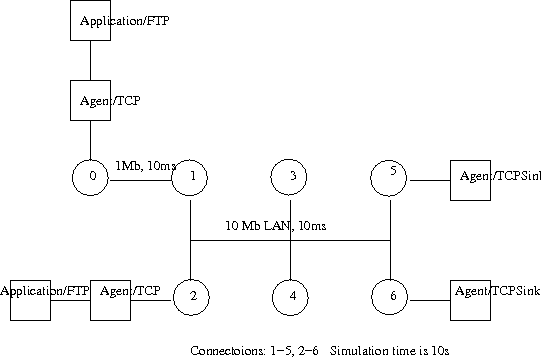 Application/FTP
Agent/TCP
1Mb, 10ms
0
1
3
5
Agent/TCPSink
10 Mb LAN, 10ms
Application/FTP
Agent/TCP
2
4
6
Agent/TCPSink
Connectoions: 1-5, 2-6 Simulation time is 10s